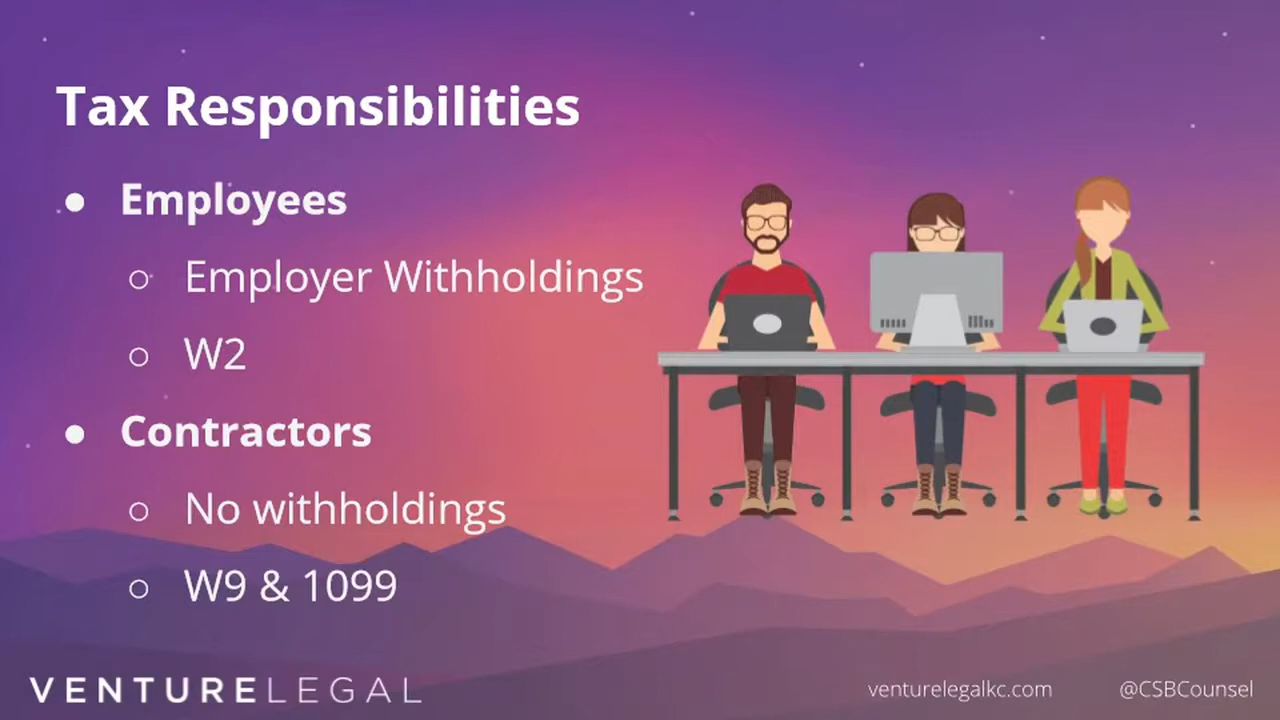 Tax Responsibilities
● Employees
○ Employer Withholdings
○ W2
● Contractors
○ No withholdings
○ W9 & 1099
VENTURELEGAL
venturelegalkc.com
@CSBCounsel